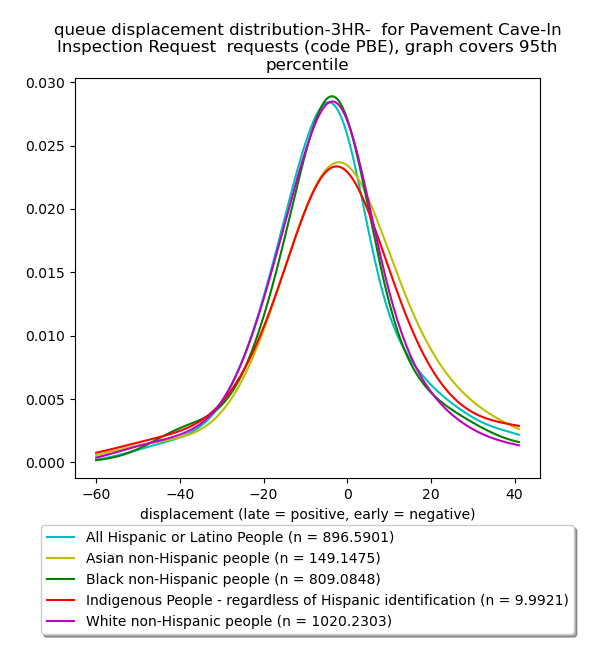 queue displacement distribution-3HR-  for Pavement Cave-In
Inspection Request  requests (code PBE), graph covers 95th
percentile
0.030
0.025
0.020
0.015
0.010
0.005
0.000
−60 −40 −20 0 20 40
displacement (late = positive, early = negative)
All Hispanic or Latino People (n = 896.5901)
Asian non-Hispanic people (n = 149.1475)
Black non-Hispanic people (n = 809.0848)
Indigenous People - regardless of Hispanic identification (n = 9.9921)
White non-Hispanic people (n = 1020.2303)